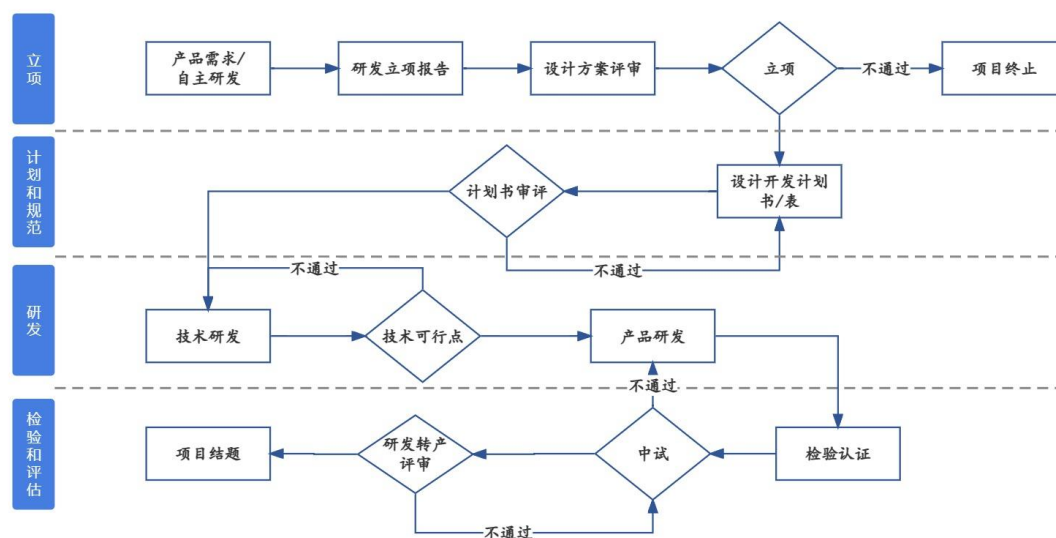 立项
产品需求/
自主研发
研发立项报告
设计方案评审
立项
不通过
项目终止
计划和规范
计划书审评
设计开发计划
书/表
不通过
研发
不通过
技术研发
技术可行点
产品研发
不通过
检验和评估
项目结题
研发转产
评审
中试
检验认证
不通过